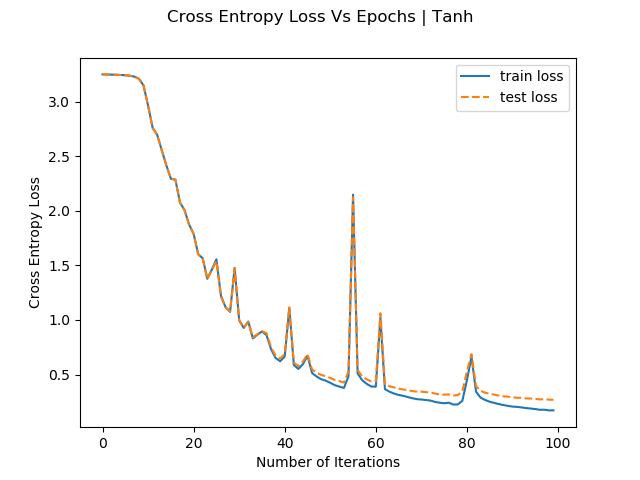 Cross Entropy Loss Vs Epochs | Tanh
train loss
test loss
3.0
2.5
2.0
1.5
1.0
0.5
Cross Entropy Loss
0 20 40 60 80 100
Number of Iterations